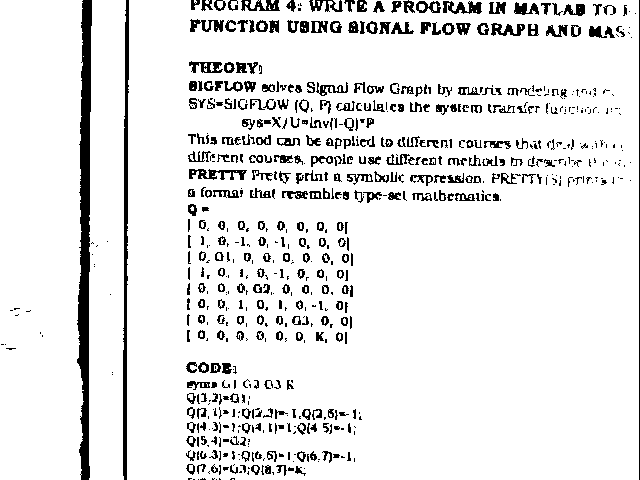 PROGRAM 4: WRITE A PROGRAM IN MATLAB TO
FUNCTION USING SIGNAL FLOW GRAPH AND
THEORY:
SIGFLOW solves Signal Flow Graph by matrix modeling and
SYS=SIGFLOW (Q, P) calculates the system transfer function
sys=X/U=inv(I-Q)*P
This method can be applied to different courses that deal with
different courses, people use different methods to describe
PRETTY Pretty print a symbolic expression. PRETTY(S) prints
a format that resembles type-set mathematics.
Q =
[ 0, 0, 0, 0, 0, 0, 0, 0]
[ 1, 0, -1, 0, -1, 0, 0, 0]
[ 0, G1, 0, 0, 0, 0, 0, 0]
[ 1, 0, 1, 0, -1, 0, 0, 0]
[ 0, 0, 0, G2, 0, 0, 0, 0]
[ 0, 0, 1, 0, 1, 0, -1, 0]
[ 0, 0, 0, 0, 0, G3, 0, 0]
[ 0, 0, 0, 0, 0, 0, K, 0]
CODE:
syms G1 G2 G3 K
Q(3,2)=G1;
Q(2,1)=1;Q(2,3)=-1;Q(2,5)=-1;
Q(4,3)=1;Q(4,1)=1;Q(4,5)=-1;
Q(5,4)=G2;
Q(6,3)=1;Q(6,5)=1;Q(6,7)=-1;
Q(7,6)=G3;Q(8,7)=K;